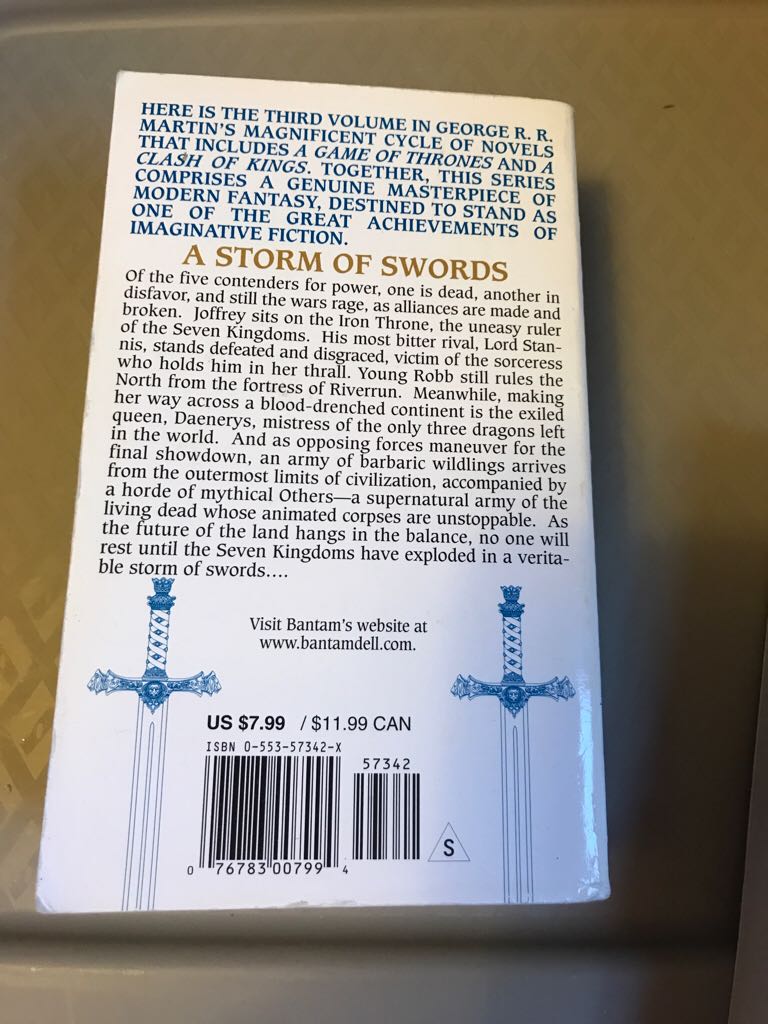 HERE IS THE THIRD VOLUME IN GEORGE R. R.
MARTIN'S MAGNIFICENT CYCLE OF NOVELS
THAT INCLUDES A GAME OF THRONES AND A
CLASH OF KINGS. TOGETHER, THIS SERIES
COMPRISES A GENUINE MASTERPIECE OF
MODERN FANTASY, DESTINED TO STAND AS
ONE OF THE GREAT ACHIEVEMENTS OF
IMAGINATIVE FICTION.
A STORM OF SWORDS
Of the five contenders for power, one is dead, another in
disfavor, and still the wars rage, as alliances are made and
broken. Joffrey sits on the Iron Throne, the uneasy ruler
of the Seven Kingdoms. His most bitter rival, Lord Stan-
nis, stands defeated and disgraced, victim of the sorceress
who holds him in her thrall. Young Robb still rules the
North from the fortress of Riverrun. Meanwhile, making
her way across a blood-drenched continent is the exiled
queen, Daenerys, mistress of the only three dragons left
in the world. And as opposing forces maneuver for the
final showdown, an army of barbaric wildlings arrives
from the outermost limits of civilization, accompanied by
a horde of mythical Others—a supernatural army of the
living dead whose animated corpses are unstoppable. As
the future of the land hangs in the balance, no one will
rest until the Seven Kingdoms have exploded in a verita-
ble storm of swords....
Visit Bantam's website at
www.bantamdell.com.
US $7.99 / $11.99 CAN
ISBN 0-553-57342-X
57342
S
0 76783 00799 4